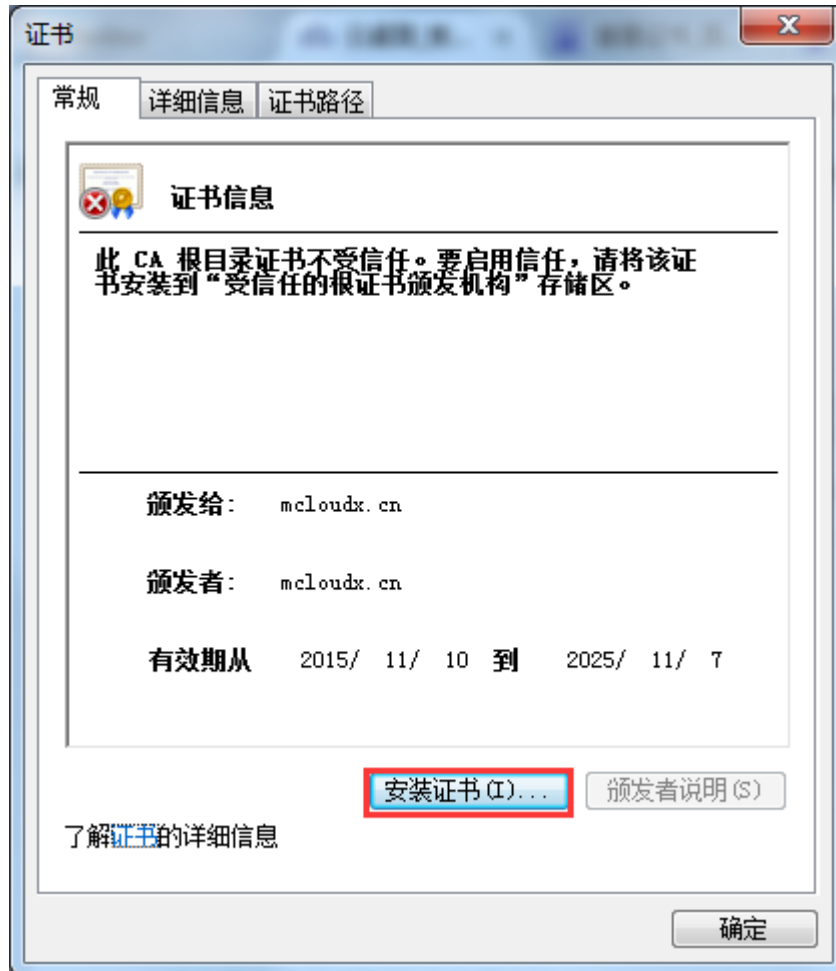 证书
常规 详细信息 证书路径
证书信息
此 CA 根目录证书不受信任。要启用信任，请将该证
书安装到“受信任的根证书颁发机构”存储区。
颁发给： mcloudx.cn
颁发者： mcloudx.cn
有效期从 2015/ 11/ 10 到 2025/ 11/ 7
安装证书(I)... 颁发者说明(S)
了解证书的详细信息
确定